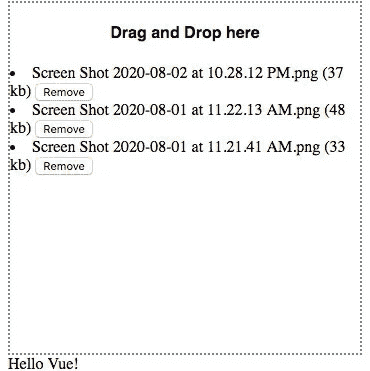 Drag and Drop here
• Screen Shot 2020-08-02 at 10.28.12 PM.png (37
kb) Remove
• Screen Shot 2020-08-01 at 11.22.13 AM.png (48
kb) Remove
• Screen Shot 2020-08-01 at 11.21.41 AM.png (33
kb) Remove
Hello Vue!